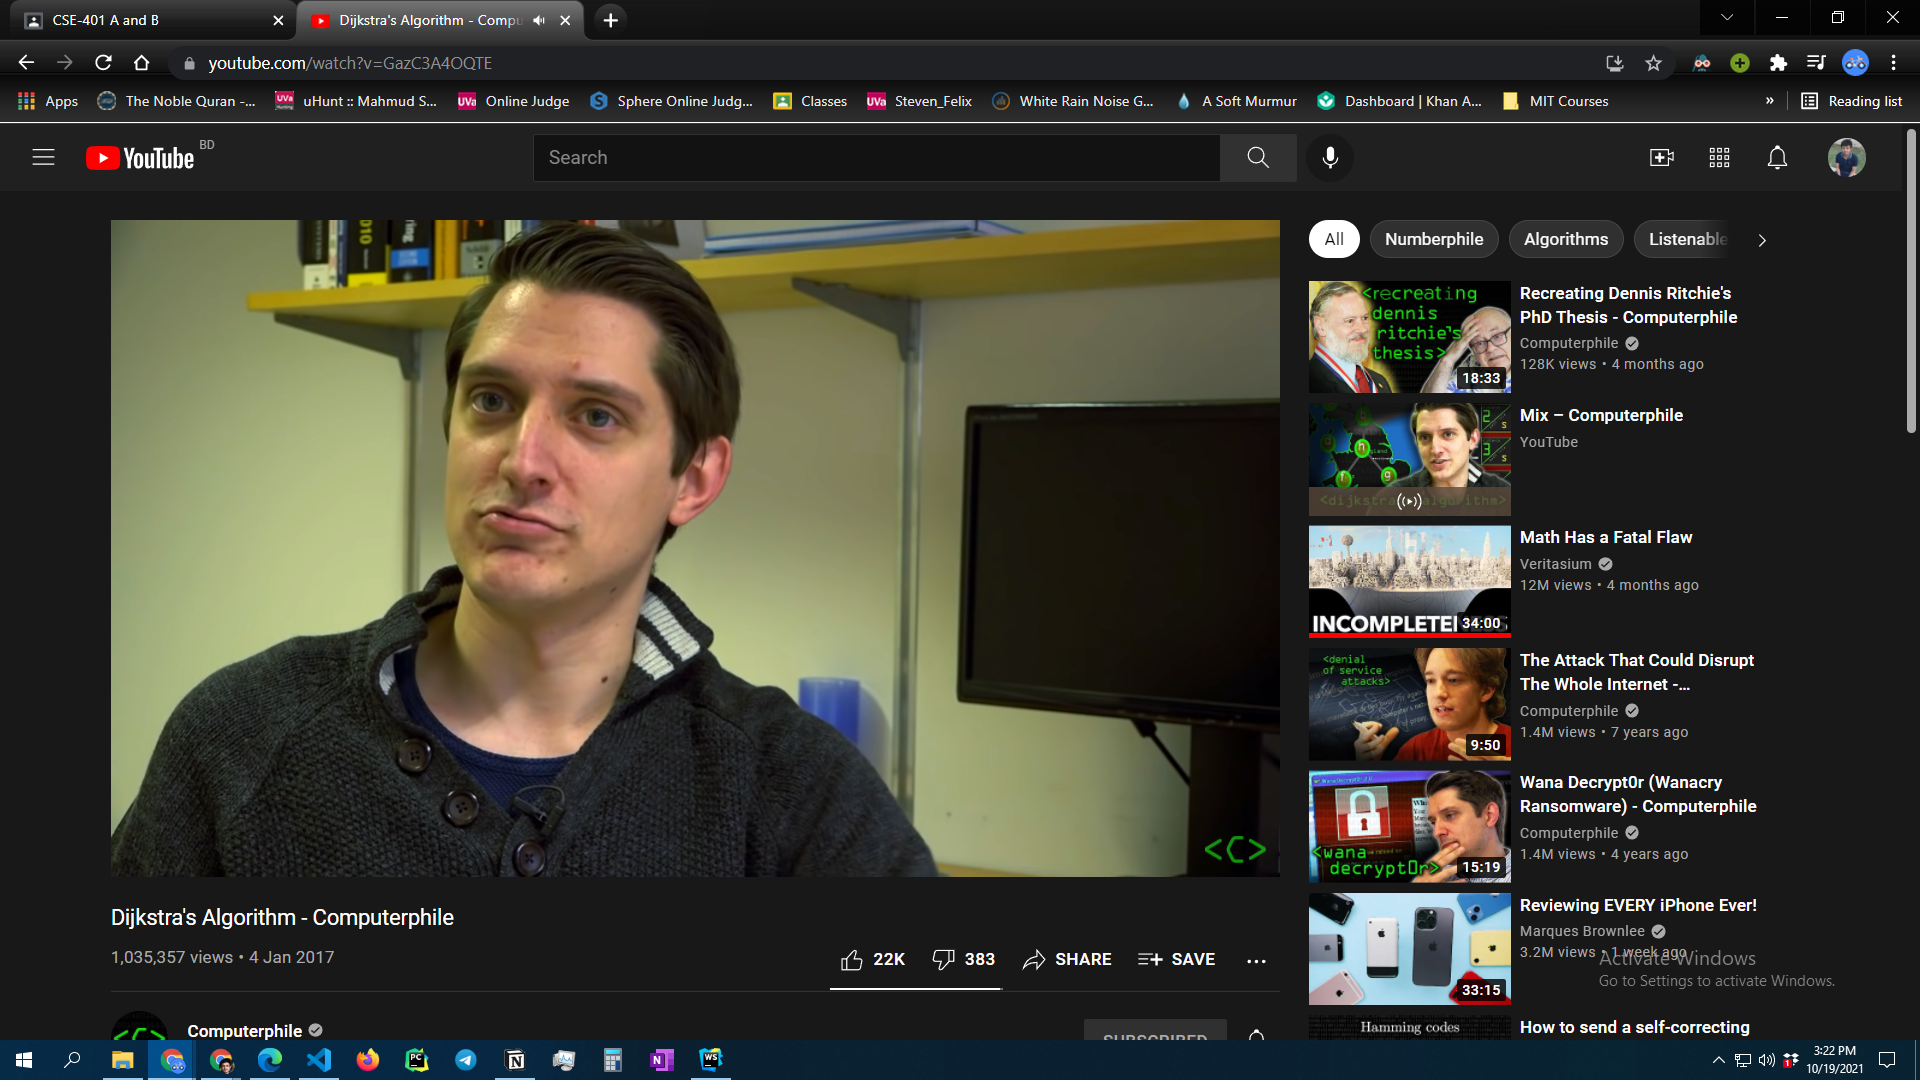 CSE-401 A and B
Dijkstra's Algorithm - Compu
youtube.com/watch?v=GazC3A4OQTE
Apps
The Noble Quran -...
UVa
uHunt :: Mahmud S...
UVa
Online Judge
Sphere Online Judg...
Classes
UVa
Steven_Felix
White Rain Noise G...
A Soft Murmur
Dashboard | Khan A...
MIT Courses
»
Reading list
YouTube
BD
Search
All
Numberphile
Algorithms
Listenable
<recreating
dennis
ritchie's
thesis>
18:33
Recreating Dennis Ritchie's
PhD Thesis - Computerphile
Computerphile
128K views • 4 months ago
Mix – Computerphile
YouTube
INCOMPLETE
34:00
Math Has a Fatal Flaw
Veritasium
12M views • 4 months ago
<denial
of service
attacks>
9:50
The Attack That Could Disrupt
The Whole Internet -...
Computerphile
1.4M views • 7 years ago
<wana
decrypt0r>
15:19
Wana Decrypt0r (Wanacry
Ransomware) - Computerphile
Computerphile
1.4M views • 4 years ago
33:15
Reviewing EVERY iPhone Ever!
Marques Brownlee
3.2M views • 1 week ago
Activate Windows
Go to Settings to activate Windows.
Hamming codes
How to send a self-correcting
<C>
Dijkstra's Algorithm - Computerphile
1,035,357 views • 4 Jan 2017
22K
383
SHARE
SAVE
Computerphile
SUBSCRIBED
3:22 PM
10/19/2021